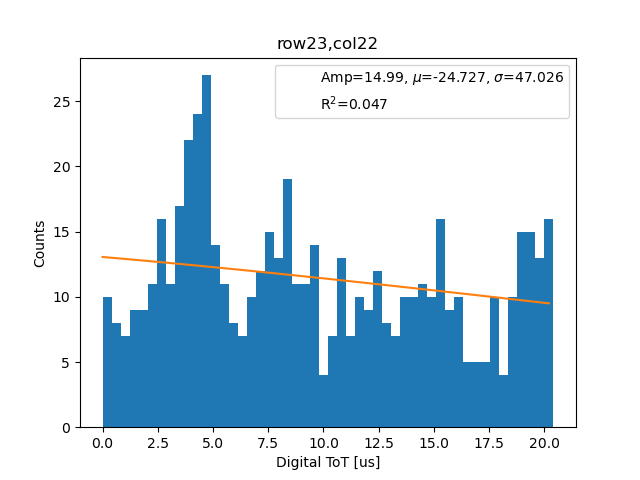 row23,col22
Amp=14.99, μ=-24.727, σ=47.026
R²=0.047
Counts
25
20
15
10
5
0
0.0 2.5 5.0 7.5 10.0 12.5 15.0 17.5 20.0
Digital ToT [us]